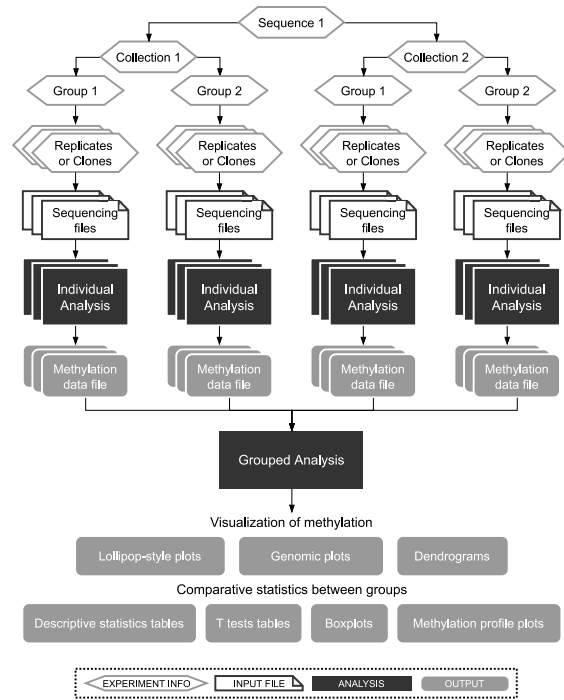 Sequence 1
Collection 1
Collection 2
Group 1
Group 2
Group 1
Group 2
Replicates
or Clones
Replicates
or Clones
Replicates
or Clones
Replicates
or Clones
Sequencing
files
Sequencing
files
Sequencing
files
Sequencing
files
Individual
Analysis
Individual
Analysis
Individual
Analysis
Individual
Analysis
Methylation
data file
Methylation
data file
Methylation
data file
Methylation
data file
Grouped Analysis
Visualization of methylation
Lollipop-style plots
Genomic plots
Dendrograms
Comparative statistics between groups
Descriptive statistics tables
T tests tables
Boxplots
Methylation profile plots
EXPERIMENT INFO
INPUT FILE
ANALYSIS
OUTPUT